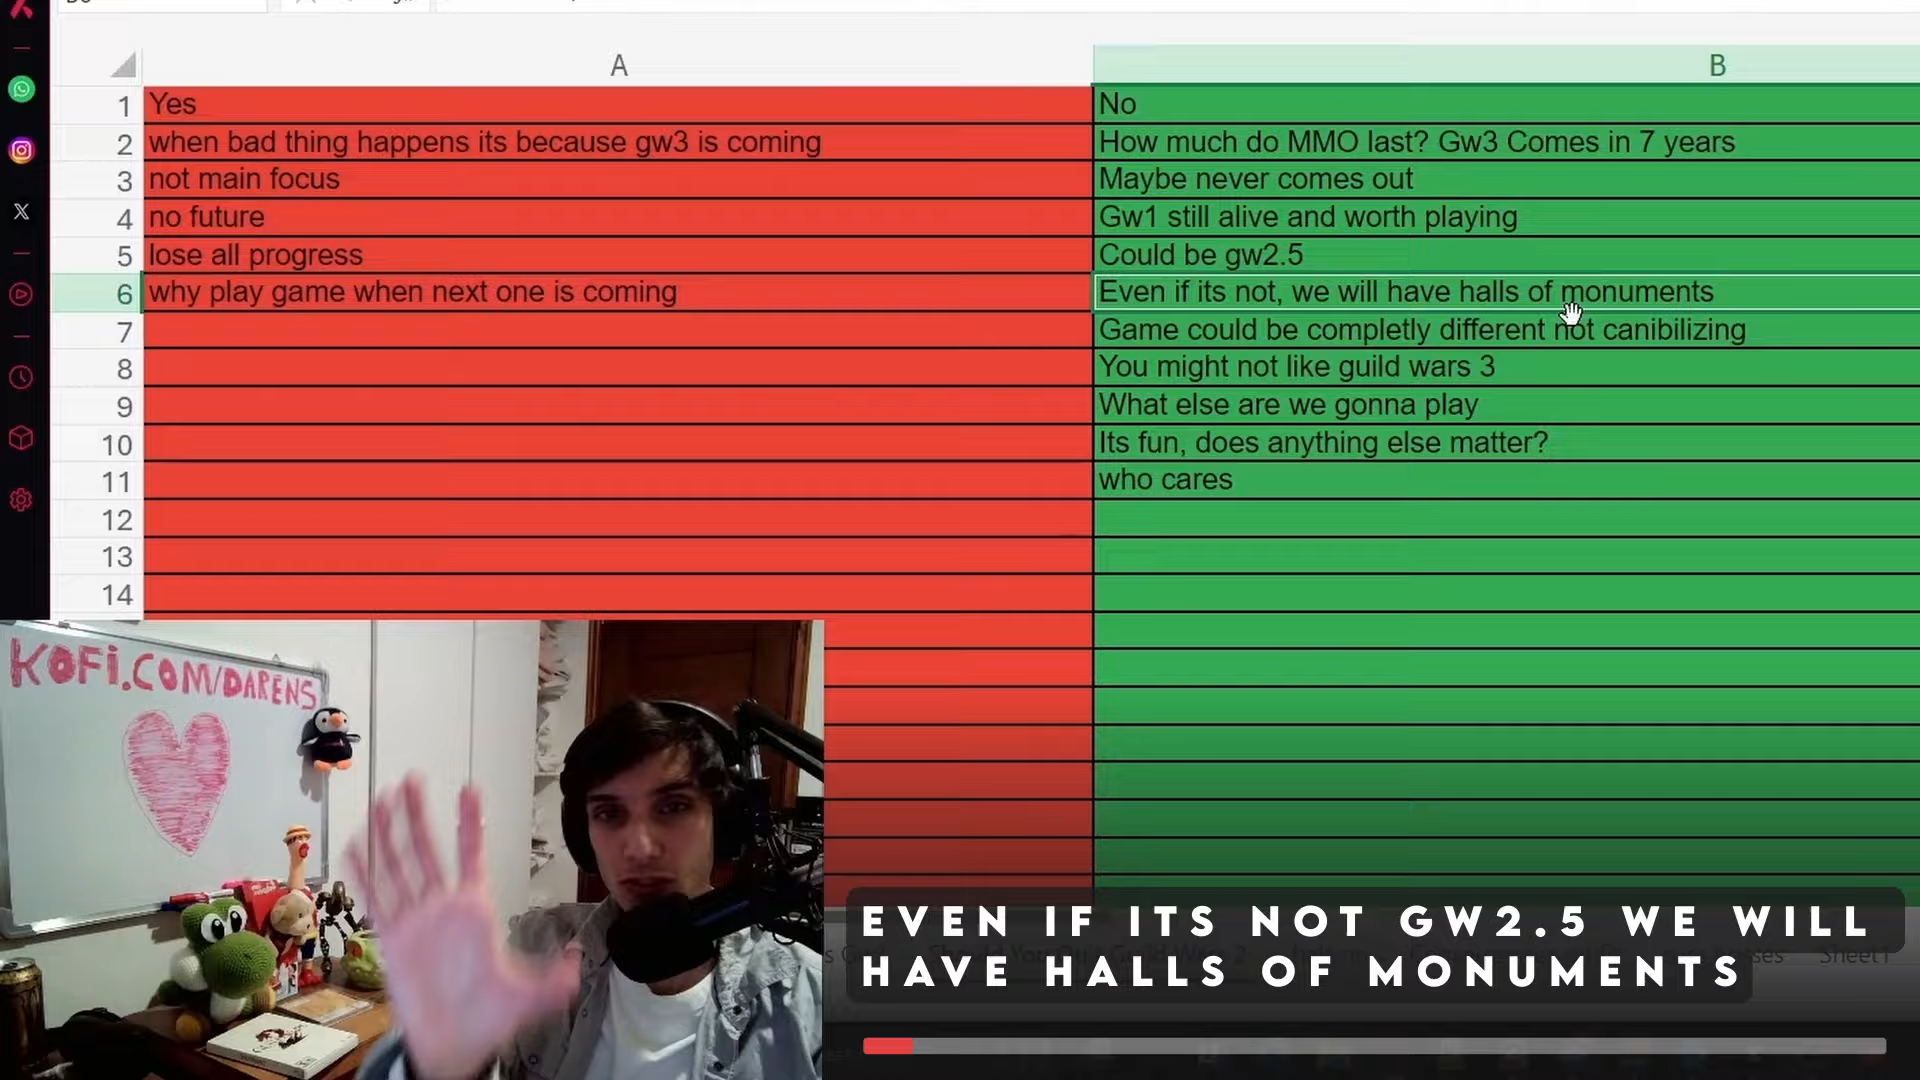 A
B
1 Yes
No
2 when bad thing happens its because gw3 is coming
How much do MMO last? Gw3 Comes in 7 years
3 not main focus
Maybe never comes out
4 no future
Gw1 still alive and worth playing
5 lose all progress
Could be gw2.5
6 why play game when next one is coming
Even if its not, we will have halls of monuments
7
Game could be completly different not canibilizing
8
You might not like guild wars 3
9
What else are we gonna play
10
Its fun, does anything else matter?
11
who cares
12
13
14
KOFI.COM/DARENS
EVEN IF ITS NOT GW2.5 WE WILL
HAVE HALLS OF MONUMENTS
Sheet1